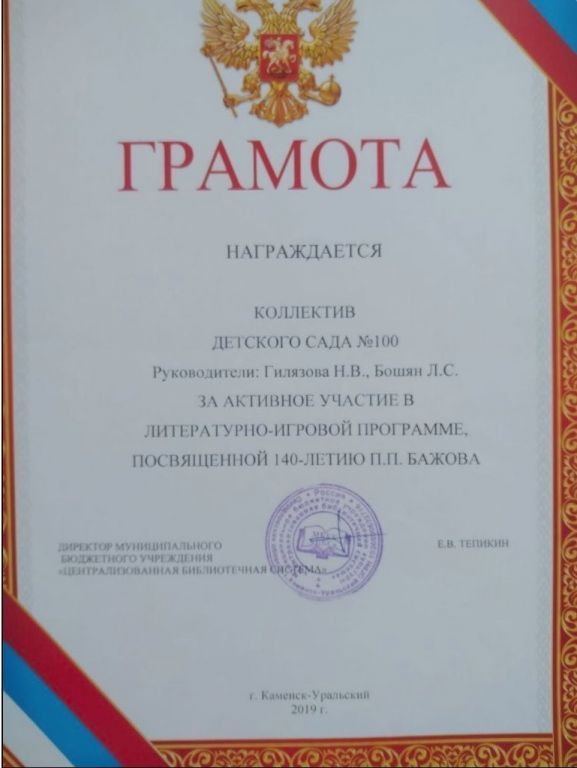 ГРАМОТА
НАГРАЖДАЕТСЯ
КОЛЛЕКТИВ
ДЕТСКОГО САДА №100
Руководители: Гилязова Н.В., Бошян Л.С.
ЗА АКТИВНОЕ УЧАСТИЕ В
ЛИТЕРАТУРНО-ИГРОВОЙ ПРОГРАММЕ,
ПОСВЯЩЕННОЙ 140-ЛЕТИЮ П.П. БАЖОВА
ДИРЕКТОР МУНИЦИПАЛЬНОГО
БЮДЖЕТНОГО УЧРЕЖДЕНИЯ
«ЦЕНТРАЛИЗОВАННАЯ БИБЛИОТЕЧНАЯ СИСТЕМА»
Е.В. ТЕПИКИН
г. Каменск-Уральский
2019 г.